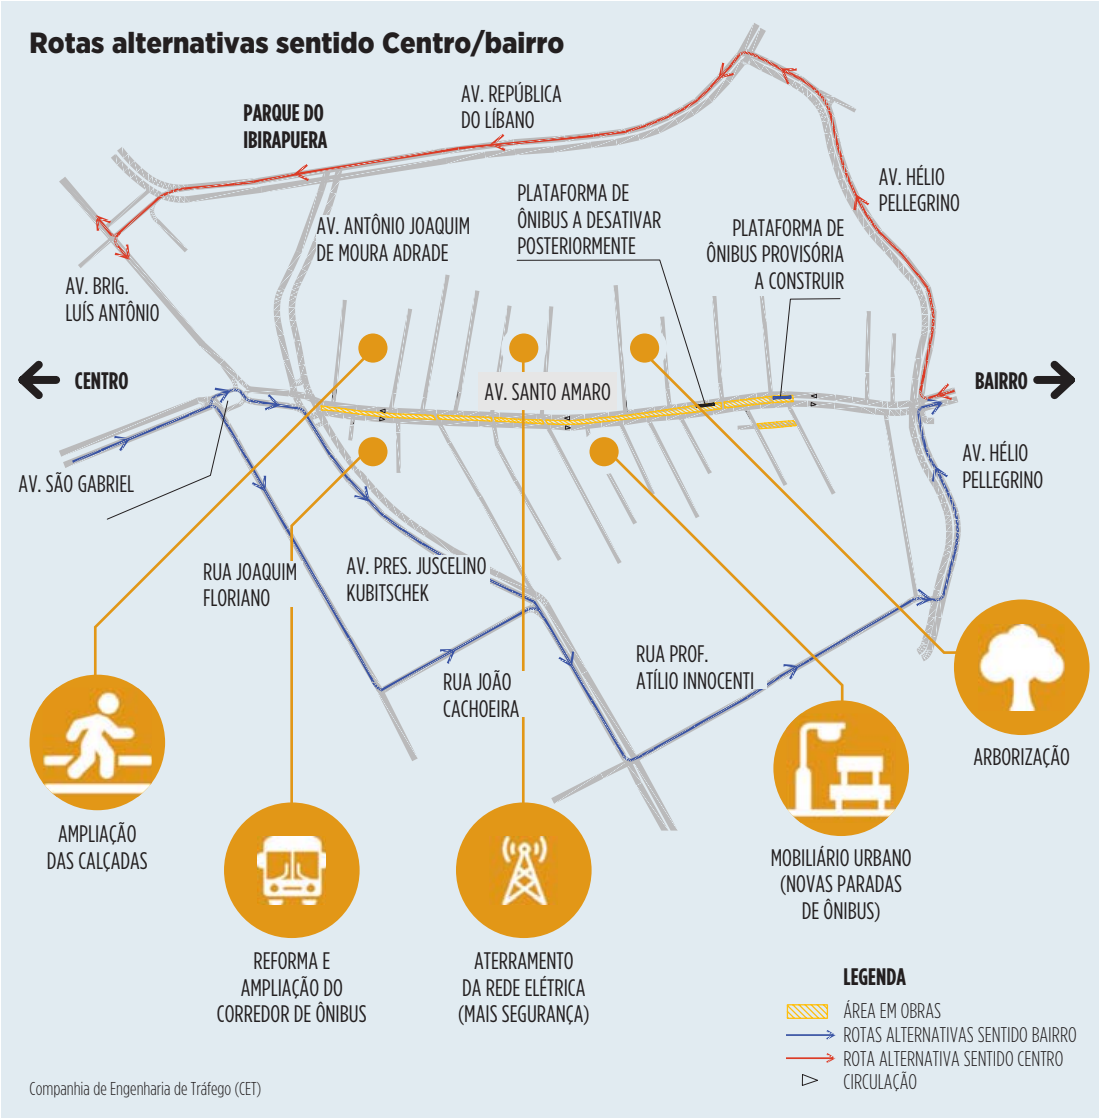 Rotas alternativas sentido Centro/bairro
PARQUE DO
IBIRAPUERA
AV. REPÚBLICA
DO LÍBANO
AV. HÉLIO
PELLEGRINO
PLATAFORMA DE
ÔNIBUS A DESATIVAR
POSTERIORMENTE
PLATAFORMA DE
ÔNIBUS PROVISÓRIA
A CONSTRUIR
AV. ANTÔNIO JOAQUIM
DE MOURA ADRADE
AV. BRIG.
LUÍS ANTÔNIO
CENTRO
AV. SANTO AMARO
BAIRRO
AV. SÃO GABRIEL
AV. HÉLIO
PELLEGRINO
RUA JOAQUIM
FLORIANO
AV. PRES. JUSCELINO
KUBITSCHEK
RUA JOÃO
CACHOEIRA
RUA PROF.
ATÍLIO INNOCENTI
ARBORIZAÇÃO
AMPLIAÇÃO
DAS CALÇADAS
MOBILIÁRIO URBANO
(NOVAS PARADAS
DE ÔNIBUS)
REFORMA E
AMPLIAÇÃO DO
CORREDOR DE ÔNIBUS
ATERRAMENTO
DA REDE ELÉTRICA
(MAIS SEGURANÇA)
LEGENDA
ÁREA EM OBRAS
ROTAS ALTERNATIVAS SENTIDO BAIRRO
ROTA ALTERNATIVA SENTIDO CENTRO
CIRCULAÇÃO
Companhia de Engenharia de Tráfego (CET)